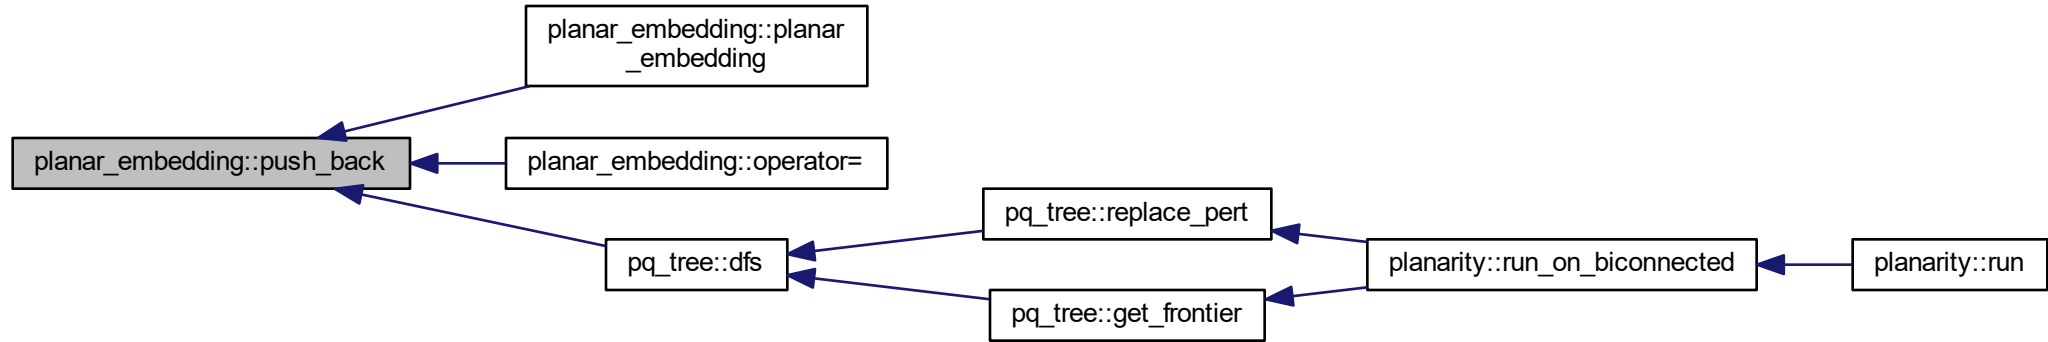 planar_embedding::planar
_embedding
planar_embedding::push_back
planar_embedding::operator=
pq_tree::replace_pert
pq_tree::dfs
planarity::run_on_biconnected
planarity::run
pq_tree::get_frontier